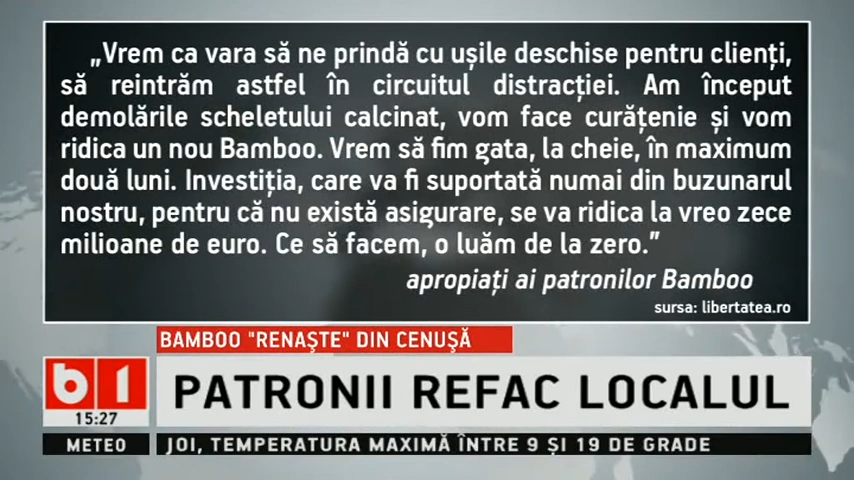 „Vrem ca vara să ne prindă cu ușile deschise pentru clienți,
să reintrăm astfel în circuitul distracției. Am început
demolările scheletului calcinat, vom face curățenie și vom
ridica un nou Bamboo. Vrem să fim gata, la cheie, în maximum
două luni. Investiția, care va fi suportată numai din buzunarul
nostru, pentru că nu există asigurare, se va ridica la vreo zece
milioane de euro. Ce să facem, o luăm de la zero.”
apropiați ai patronilor Bamboo
sursa: libertatea.ro
BAMBOO "RENAȘTE" DIN CENUȘĂ
b1
PATRONII REFAC LOCALUL
15:27
METEO JOI, TEMPERATURA MAXIMĂ ÎNTRE 9 ȘI 19 DE GRADE